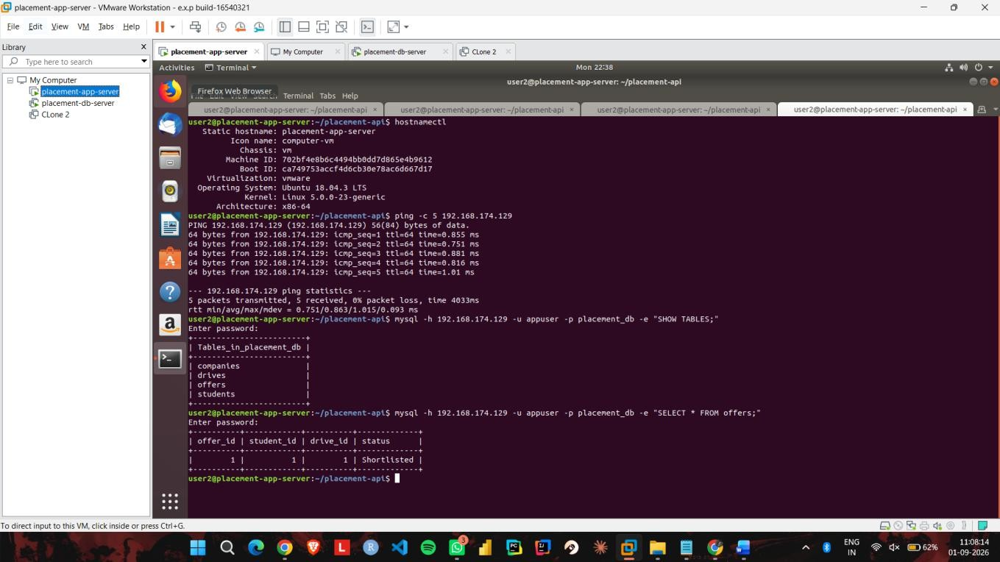 placement-app-server - VMware Workstation - e.x.p build-16540321
File Edit View VM Tabs Help
Library
Type here to search
My Computer
placement-app-server
placement-db-server
CLone 2
placement-app-server My Computer placement-db-server CLone 2
Activities Terminal Mon 22:38
user2@placement-app-server: ~/placement-api
Firefox Web Browser
Terminal Tabs Help
user2@placement-app-server: ~/placement-api user2@placement-app-server: ~/placement-api user2@placement-app-server: ~/placement-api user2@placement-app-server: ~/placement-api
user2@placement-app-server:~/placement-api$ hostnamectl
Static hostname: placement-app-server
Icon name: computer-vm
Chassis: vm
Machine ID: 702bf4e8b6c4494bb0dd7d865e4b9612
Boot ID: ca749753accf4d6cb30e78ac6d667d17
Virtualization: vmware
Operating System: Ubuntu 18.04.3 LTS
Kernel: Linux 5.0.0-23-generic
Architecture: x86-64
user2@placement-app-server:~/placement-api$ ping -c 5 192.168.174.129
PING 192.168.174.129 (192.168.174.129) 56(84) bytes of data.
64 bytes from 192.168.174.129: icmp_seq=1 ttl=64 time=0.855 ms
64 bytes from 192.168.174.129: icmp_seq=2 ttl=64 time=0.751 ms
64 bytes from 192.168.174.129: icmp_seq=3 ttl=64 time=0.881 ms
64 bytes from 192.168.174.129: icmp_seq=4 ttl=64 time=0.816 ms
64 bytes from 192.168.174.129: icmp_seq=5 ttl=64 time=1.01 ms
--- 192.168.174.129 ping statistics ---
5 packets transmitted, 5 received, 0% packet loss, time 4033ms
rtt min/avg/max/mdev = 0.751/0.863/1.015/0.093 ms
user2@placement-app-server:~/placement-api$ mysql -h 192.168.174.129 -u appuser -p placement_db -e "SHOW TABLES;"
Enter password:
+------------------------+
| Tables_in_placement_db |
+------------------------+
| companies              |
| drives                 |
| offers                 |
| students               |
+------------------------+
user2@placement-app-server:~/placement-api$ mysql -h 192.168.174.129 -u appuser -p placement_db -e "SELECT * FROM offers;"
Enter password:
+----------+------------+----------+-------------+
| offer_id | student_id | drive_id | status      |
+----------+------------+----------+-------------+
|        1 |          1 |        1 | Shortlisted |
+----------+------------+----------+-------------+
user2@placement-app-server:~/placement-api$
To direct input to this VM, click inside or press Ctrl+G.
3
ENG
IN
62%
11:08:14
01-09-2026